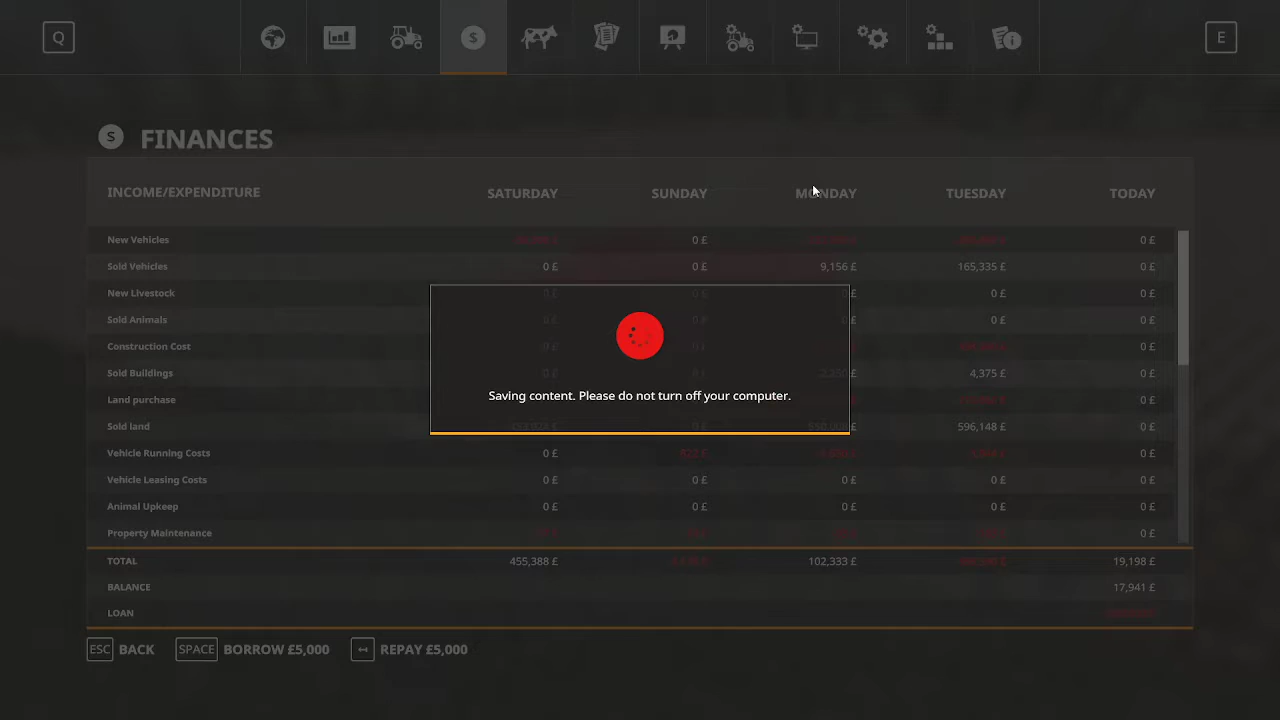 Q E
FINANCES
INCOME/EXPENDITURE SATURDAY SUNDAY MONDAY TUESDAY TODAY
New Vehicles 0 £ 0 £
Sold Vehicles 0 £ 0 £ 9,156 £ 165,335 £ 0 £
New Livestock 0 £ 0 £
Sold Animals 0 £ 0 £
Construction Cost 0 £
Sold Buildings 4,375 £ 0 £
Land purchase 0 £
Sold land 596,148 £ 0 £
Vehicle Running Costs 0 £ 0 £
Vehicle Leasing Costs 0 £ 0 £ 0 £ 0 £ 0 £
Animal Upkeep 0 £ 0 £ 0 £ 0 £ 0 £
Property Maintenance 0 £
TOTAL 455,388 £ 102,333 £ 19,198 £
BALANCE 17,941 £
LOAN
Saving content. Please do not turn off your computer.
ESC BACK SPACE BORROW £5,000 REPAY £5,000